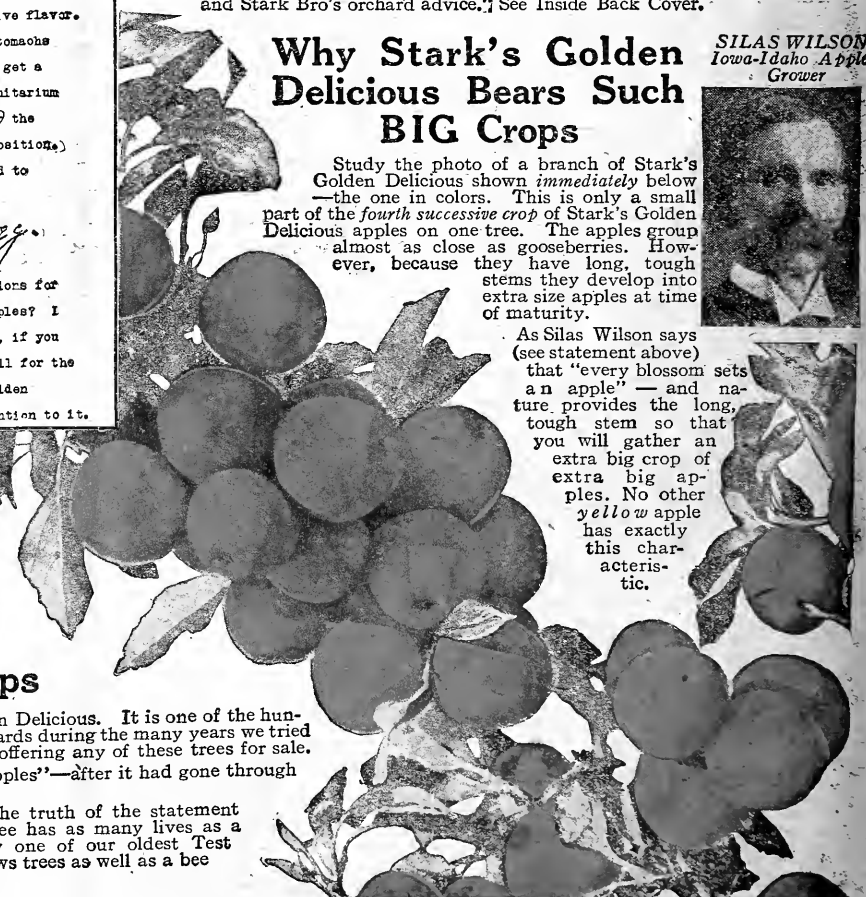 and Stark Bro's orchard advice. See Inside Back Cover.
ve flavor.
tomachs
get a
nitarium
the
position.)
d to
ions for
ples? I
, if you
ll for the
lden
ntion to it.
Why Stark's Golden
Delicious Bears Such
BIG Crops
SILAS WILSON
Iowa-Idaho Apple
Grower
Study the photo of a branch of Stark's
Golden Delicious shown immediately below
—the one in colors. This is only a small
part of the fourth successive crop of Stark's Golden
Delicious apples on one tree. The apples group
almost as close as gooseberries. How-
ever, because they have long, tough
stems they develop into
extra size apples at time
of maturity.
As Silas Wilson says
(see statement above)
that "every blossom sets
an apple" — and na-
ture provides the long,
tough stem so that
you will gather an
extra big crop of
extra big ap-
ples. No other
yellow apple
has exactly
this char-
acteris-
tic.
ps
n Delicious. It is one of the hun-
ards during the many years we tried
offering any of these trees for sale.
pples"—after it had gone through
he truth of the statement
ee has as many lives as a
one of our oldest Test
ws trees as well as a bee